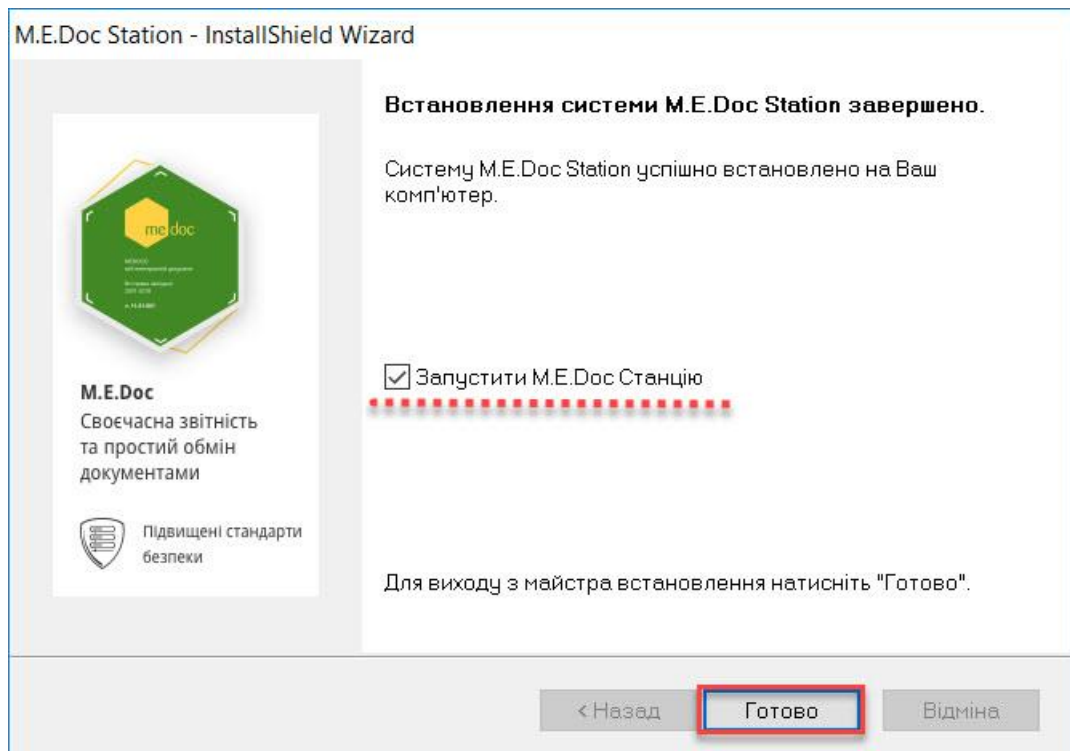 M.E.Doc Station - InstallShield Wizard
Встановлення системи M.E.Doc Station завершено.
Систему M.E.Doc Station успішно встановлено на Ваш
комп'ютер.
me doc
M.E.Doc
Своєчасна звітність
та простий обмін
документами
Підвищені стандарти
безпеки
Запустити M.E.Doc Станцію
Для виходу з майстра встановлення натисніть "Готово".
< Назад
Готово
Відміна